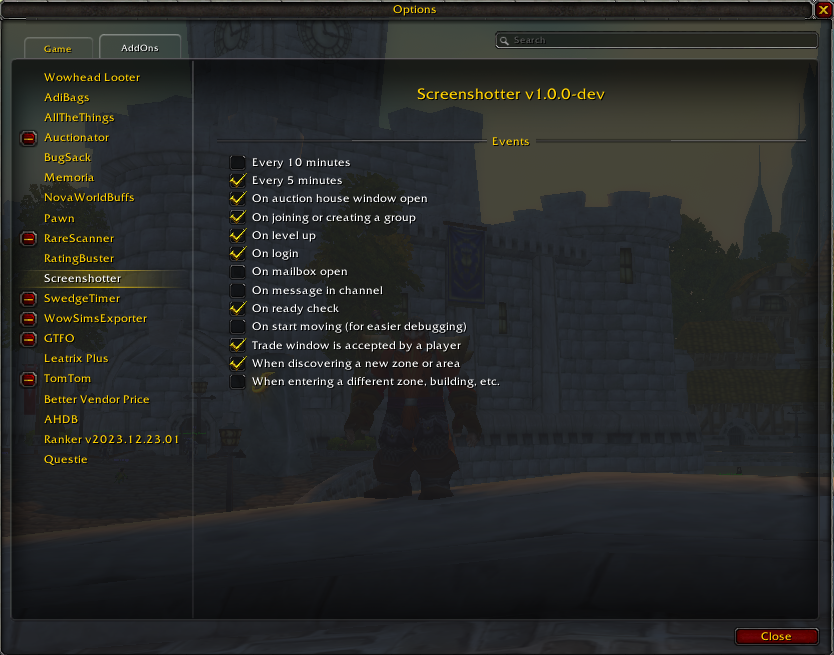 Options
Game
AddOns
Search
Wowhead Looter
AdiBags
AllTheThings
Auctionator
BugSack
Memoria
NovaWorldBuffs
Pawn
RareScanner
RatingBuster
Screenshotter
SwedgeTimer
WowSimsExporter
GTFO
Leatrix Plus
TomTom
Better Vendor Price
AHDB
Ranker v2023.12.23.01
Questie
Screenshotter v1.0.0-dev
Events
Every 10 minutes
Every 5 minutes
On auction house window open
On joining or creating a group
On level up
On login
On mailbox open
On message in channel
On ready check
On start moving (for easier debugging)
Trade window is accepted by a player
When discovering a new zone or area
When entering a different zone, building, etc.
Close